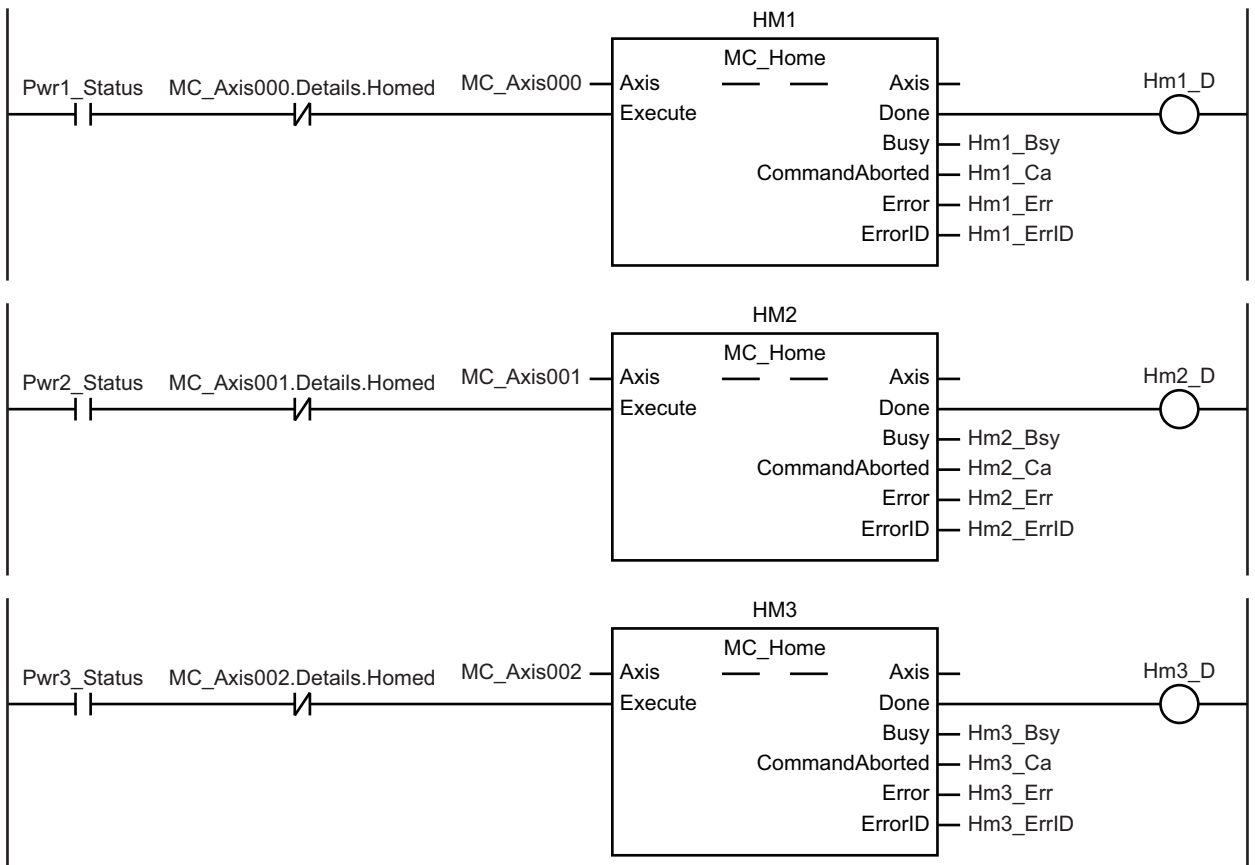 HM1
MC_Home
Pwr1_Status MC_Axis000.Details.Homed MC_Axis000 Axis Axis Hm1_D
Execute Done
Busy Hm1_Bsy
CommandAborted Hm1_Ca
Error Hm1_Err
ErrorID Hm1_ErrID
HM2
MC_Home
Pwr2_Status MC_Axis001.Details.Homed MC_Axis001 Axis Axis Hm2_D
Execute Done
Busy Hm2_Bsy
CommandAborted Hm2_Ca
Error Hm2_Err
ErrorID Hm2_ErrID
HM3
MC_Home
Pwr3_Status MC_Axis002.Details.Homed MC_Axis002 Axis Axis Hm3_D
Execute Done
Busy Hm3_Bsy
CommandAborted Hm3_Ca
Error Hm3_Err
ErrorID Hm3_ErrID